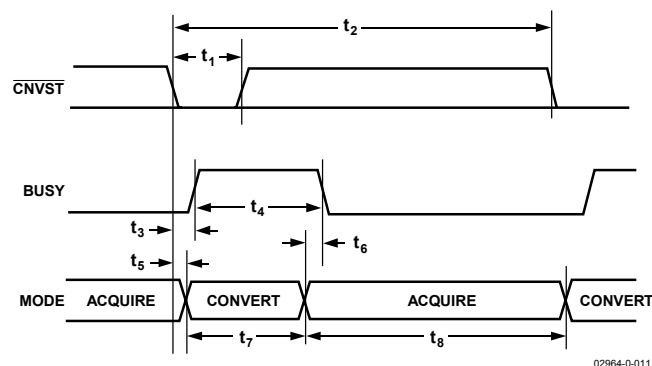 t2
t1
CNVST
BUSY
t4
t3
t6
t5
MODE ACQUIRE CONVERT ACQUIRE CONVERT
t7 t8
02964-0-011